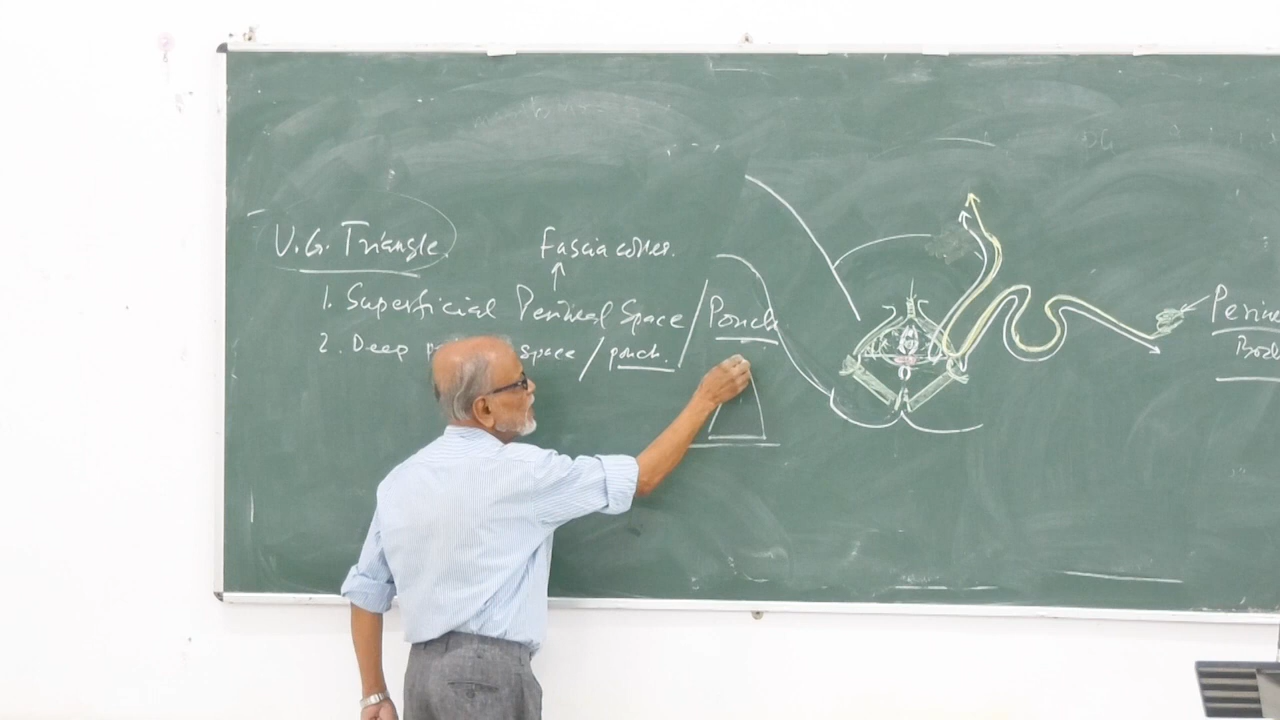 U.G. Triangle
Fascia colles.
1. Superficial Perineal Space / Pouch
2. Deep space / pouch.
Perine
Bod